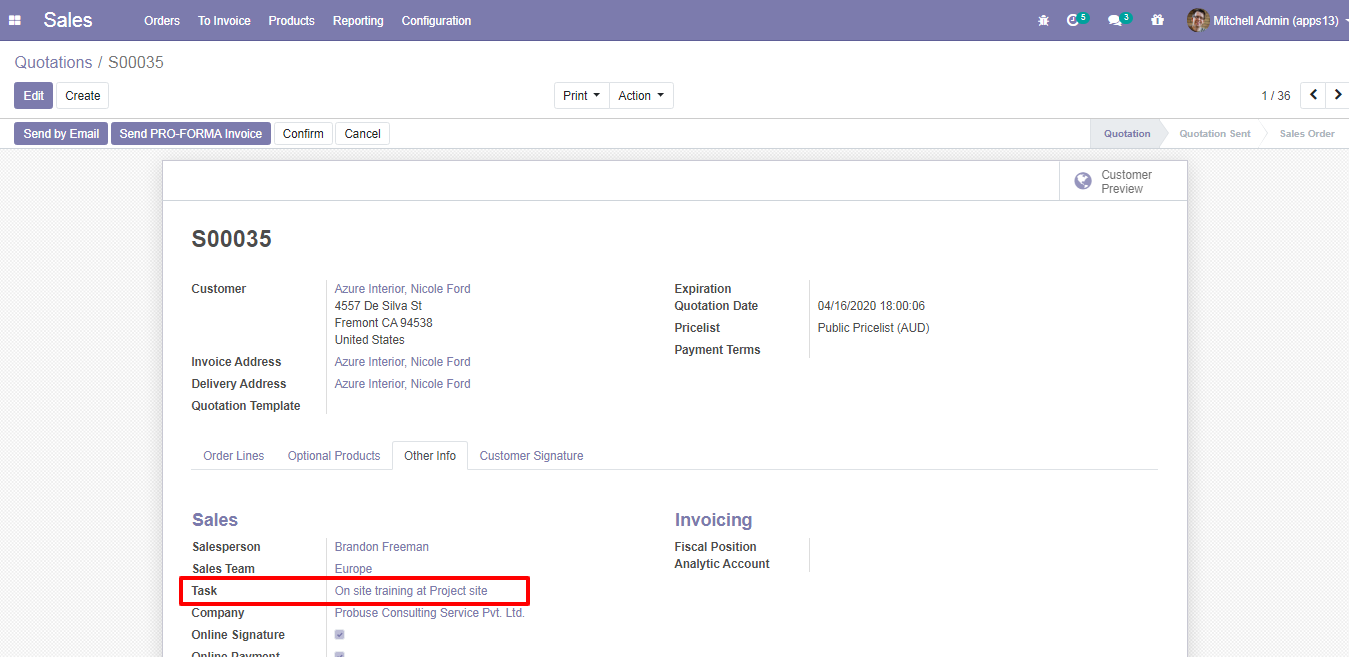 Sales Orders To Invoice Products Reporting Configuration 5 3 Mitchell Admin (apps13)
Quotations / S00035
Edit Create Print Action 1 / 36
Send by Email Send PRO-FORMA Invoice Confirm Cancel Quotation Quotation Sent Sales Order
Customer
Preview
S00035
Customer Azure Interior, Nicole Ford
4557 De Silva St
Fremont CA 94538
United States
Invoice Address Azure Interior, Nicole Ford
Delivery Address Azure Interior, Nicole Ford
Quotation Template
Expiration
Quotation Date 04/16/2020 18:00:06
Pricelist Public Pricelist (AUD)
Payment Terms
Order Lines Optional Products Other Info Customer Signature
Sales
Salesperson Brandon Freeman
Sales Team Europe
Task On site training at Project site
Company Probuse Consulting Service Pvt. Ltd.
Online Signature
Online Payment
Invoicing
Fiscal Position
Analytic Account